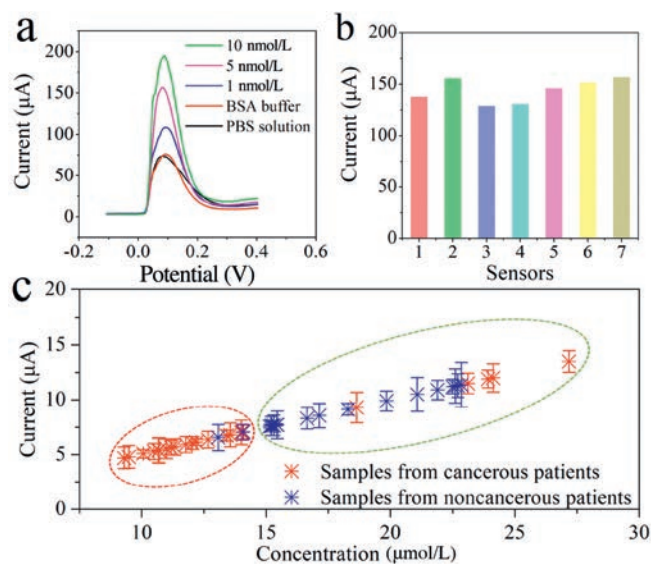 a
200
150
100
50
0
Current (μA)
10 nmol/L
5 nmol/L
1 nmol/L
BSA buffer
PBS solution
-0.2
0.0
0.2
0.4
0.6
Potential (V)
b
200
150
100
50
0
Current (μA)
1 2 3 4 5 6 7
Sensors
c
20
15
10
5
0
Current (μA)
Samples from cancerous patients
Samples from noncancerous patients
10 15 20 25 30
Concentration (μmol/L)